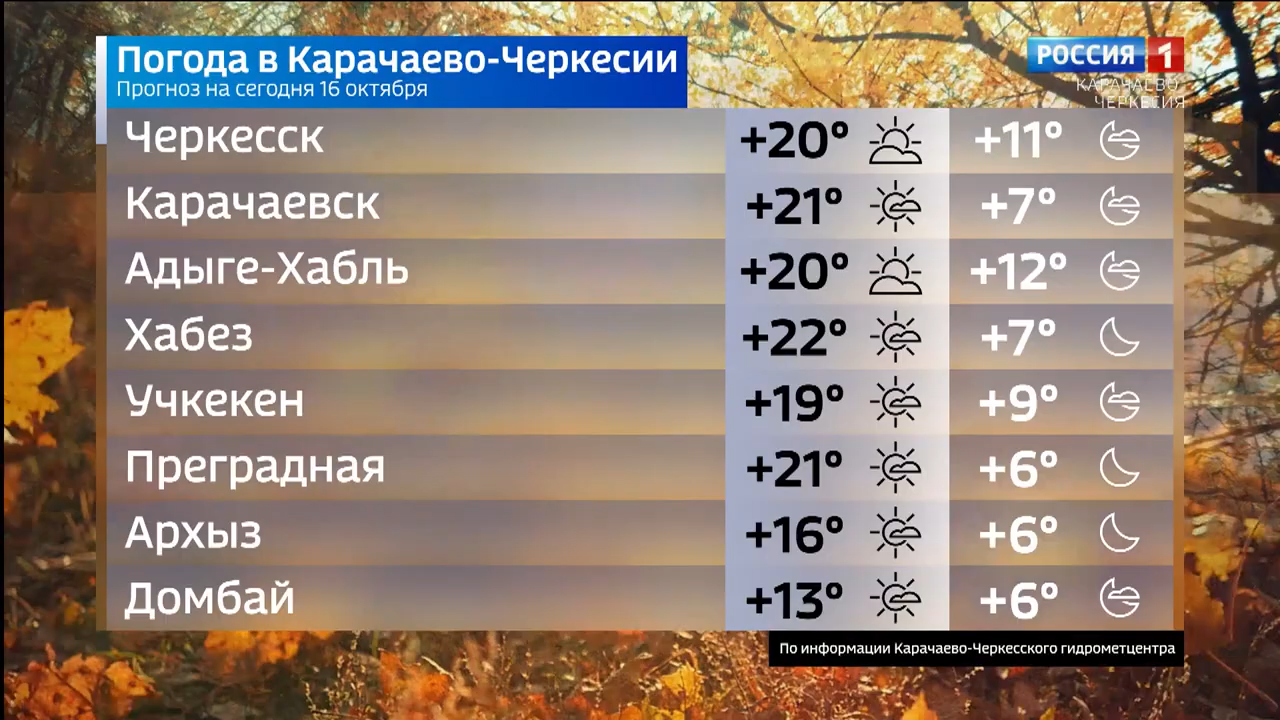 Погода в Карачаево-Черкесии
Прогноз на сегодня 16 октября
РОССИЯ 1
КАРАЧАЕВО-
ЧЕРКЕСИЯ
Черкесск +20° +11°
Карачаевск +21° +7°
Адыге-Хабль +20° +12°
Хабез +22° +7°
Учкекен +19° +9°
Преградная +21° +6°
Архыз +16° +6°
Домбай +13° +6°
По информации Карачаево-Черкесского гидрометцентра